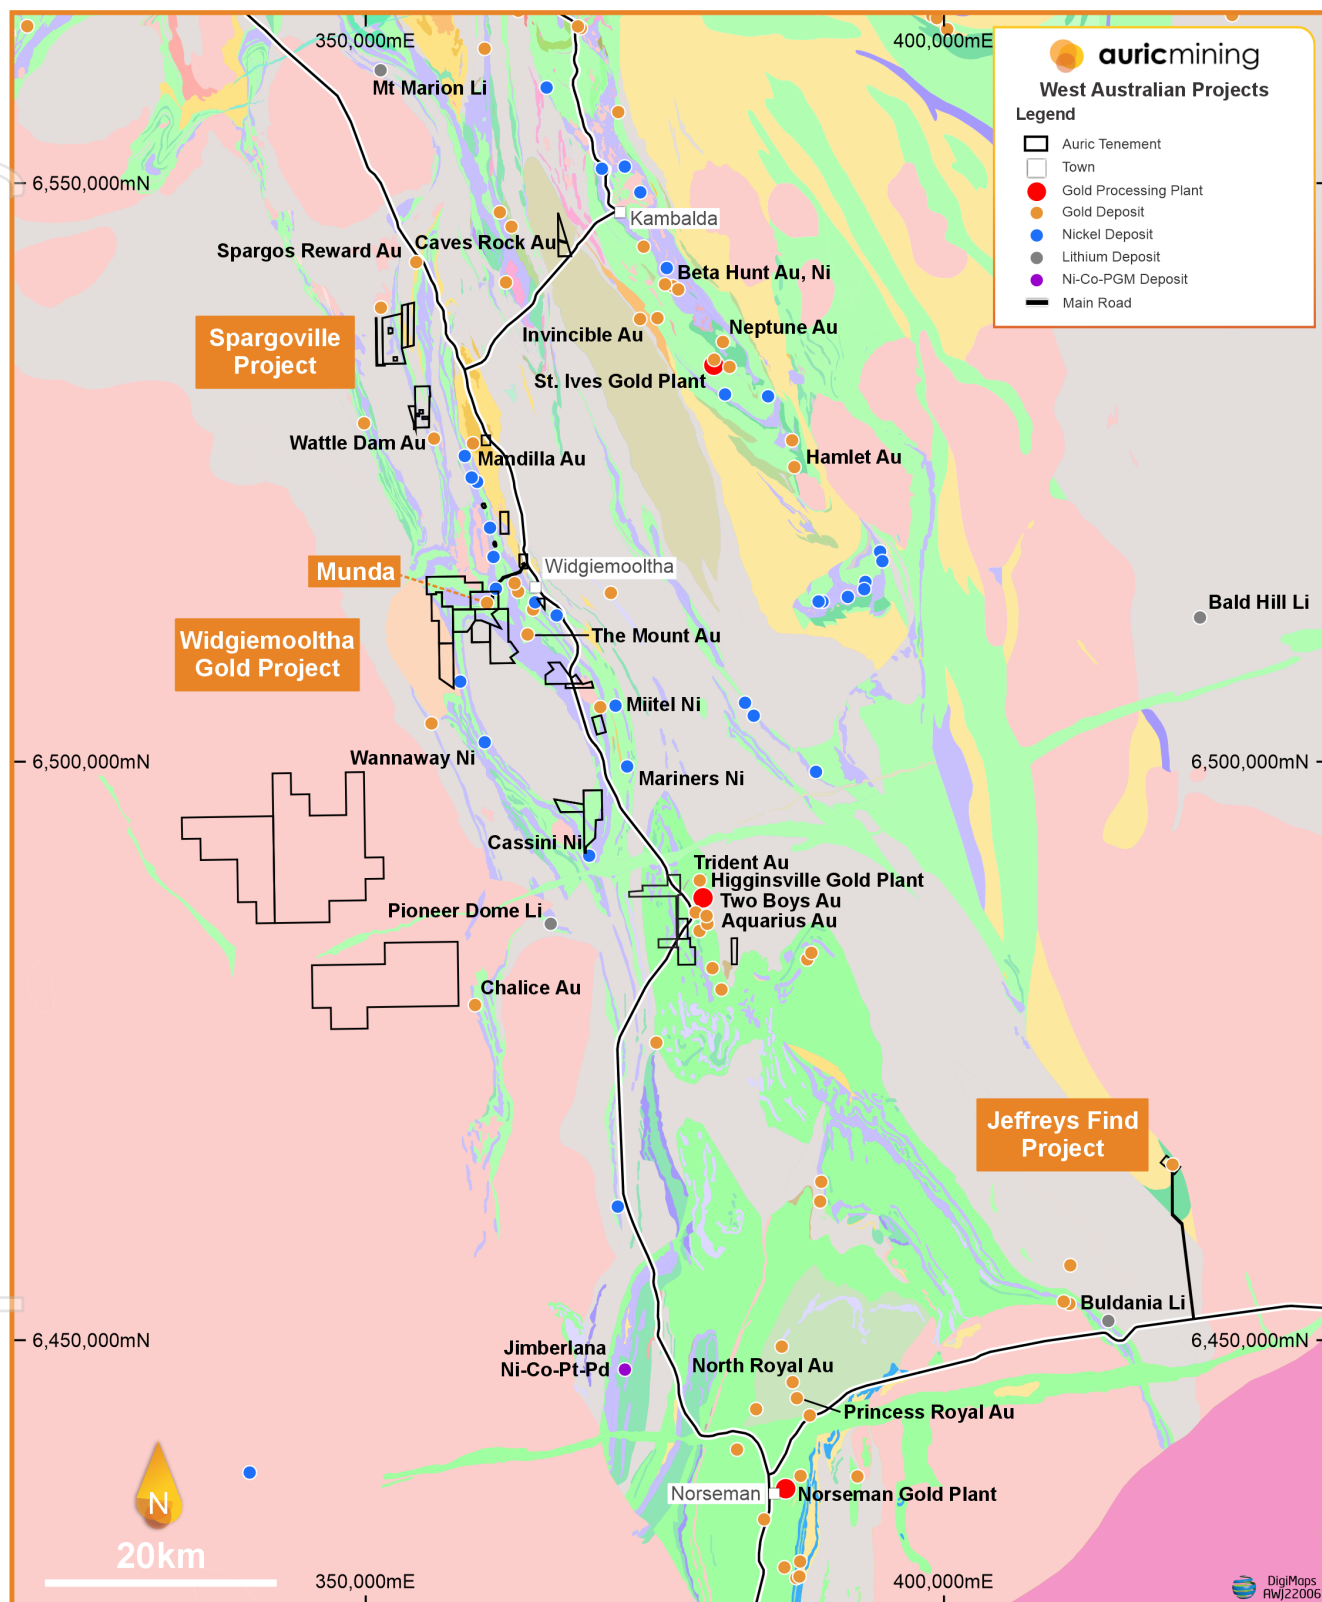 350,000mE
400,000mE
auricmining
West Australian Projects
Legend
Auric Tenement
Town
Gold Processing Plant
Gold Deposit
Nickel Deposit
Lithium Deposit
Ni-Co-PGM Deposit
Main Road
Mt Marion Li
6,550,000mN
Kambalda
Caves Rock Au
Spargos Reward Au
Beta Hunt Au, Ni
Spargoville
Project
Invincible Au
Neptune Au
St. Ives Gold Plant
Wattle Dam Au
Mandilla Au
Hamlet Au
Munda
Widgiemooltha
Bald Hill Li
Widgiemooltha
Gold Project
The Mount Au
Miitel Ni
Wannaway Ni
6,500,000mN
6,500,000mN
Mariners Ni
Cassini Ni
Trident Au
Higginsville Gold Plant
Two Boys Au
Pioneer Dome Li
Aquarius Au
Chalice Au
Jeffreys Find
Project
Buldania Li
6,450,000mN
6,450,000mN
Jimberlana
Ni-Co-Pt-Pd
North Royal Au
Princess Royal Au
Norseman
Norseman Gold Plant
N
20km
350,000mE
400,000mE
DigiMaps
AWJ22006